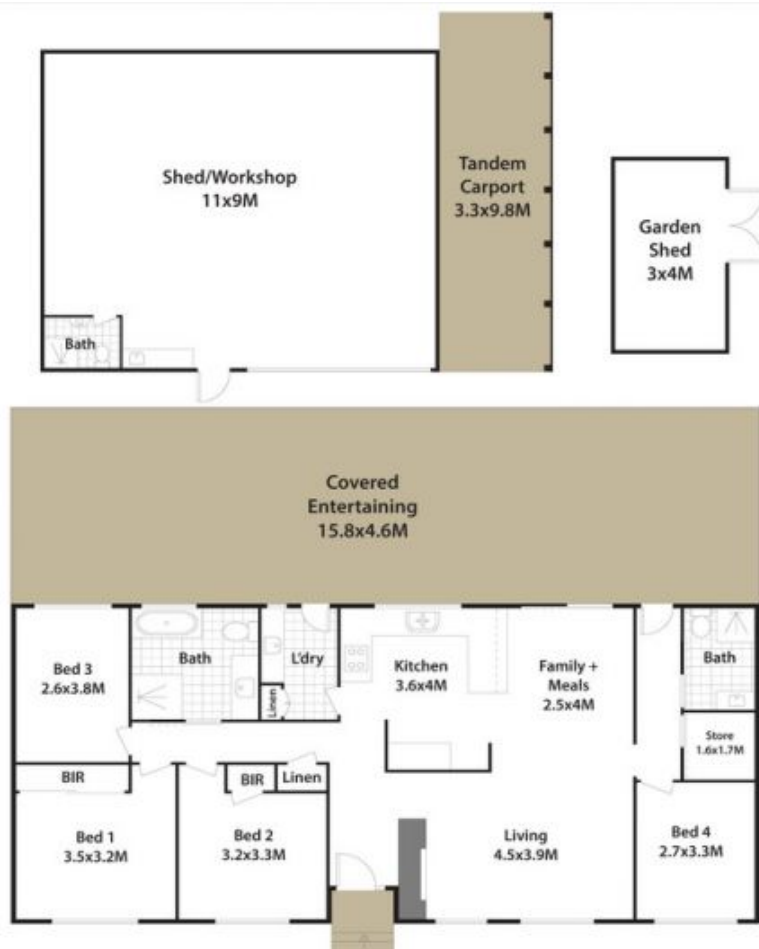 Shed/Workshop
11x9M
Bath
Tandem
Carport
3.3x9.8M
Garden
Shed
3x4M
Covered
Entertaining
15.8x4.6M
Bed 3
2.6x3.8M
Bath
L'dry
Linen
Kitchen
3.6x4M
Family +
Meals
2.5x4M
Bath
Store
1.6x1.7M
BIR
BIR
Linen
Bed 1
3.5x3.2M
Bed 2
3.2x3.3M
Living
4.5x3.9M
Bed 4
2.7x3.3M